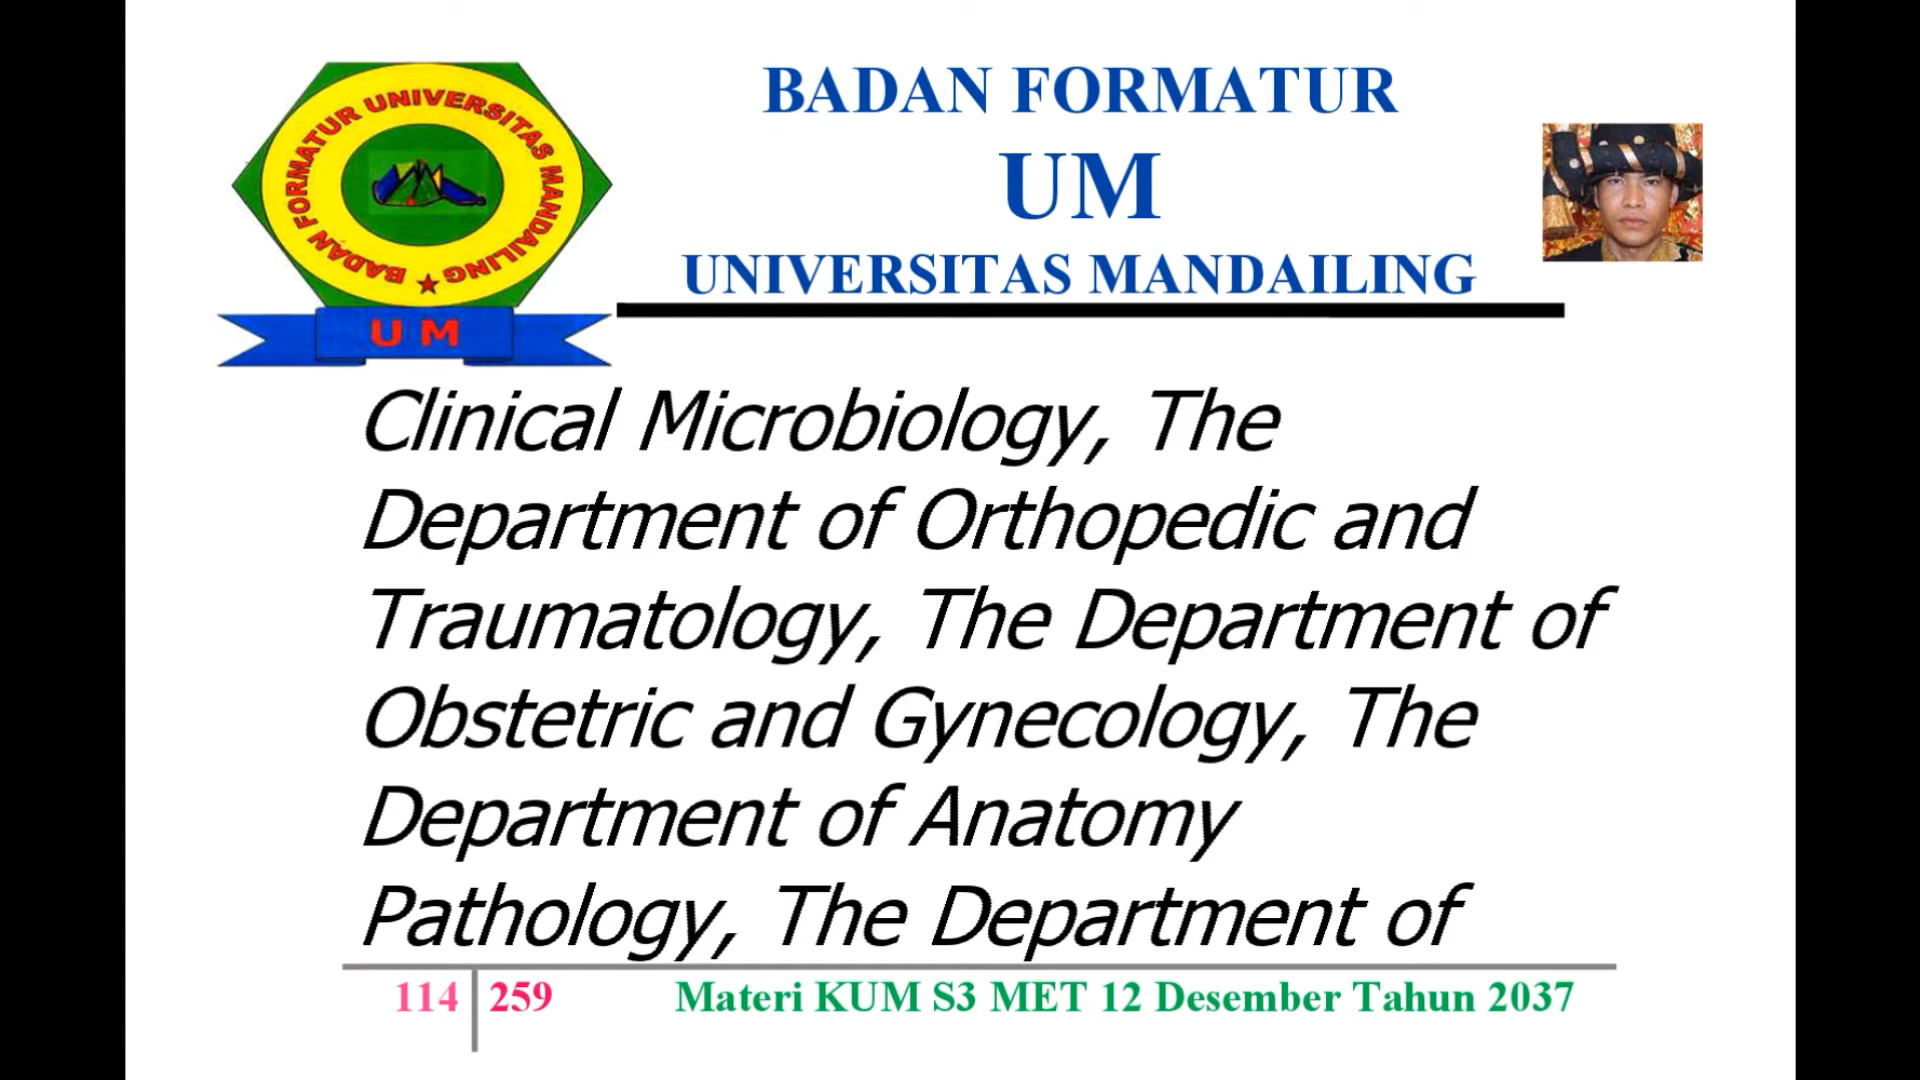 BADAN FORMATUR UNIVERSITAS MANDAILING
U M
BADAN FORMATUR
UM
UNIVERSITAS MANDAILING
Clinical Microbiology, The
Department of Orthopedic and
Traumatology, The Department of
Obstetric and Gynecology, The
Department of Anatomy
Pathology, The Department of
114 259 Materi KUM S3 MET 12 Desember Tahun 2037